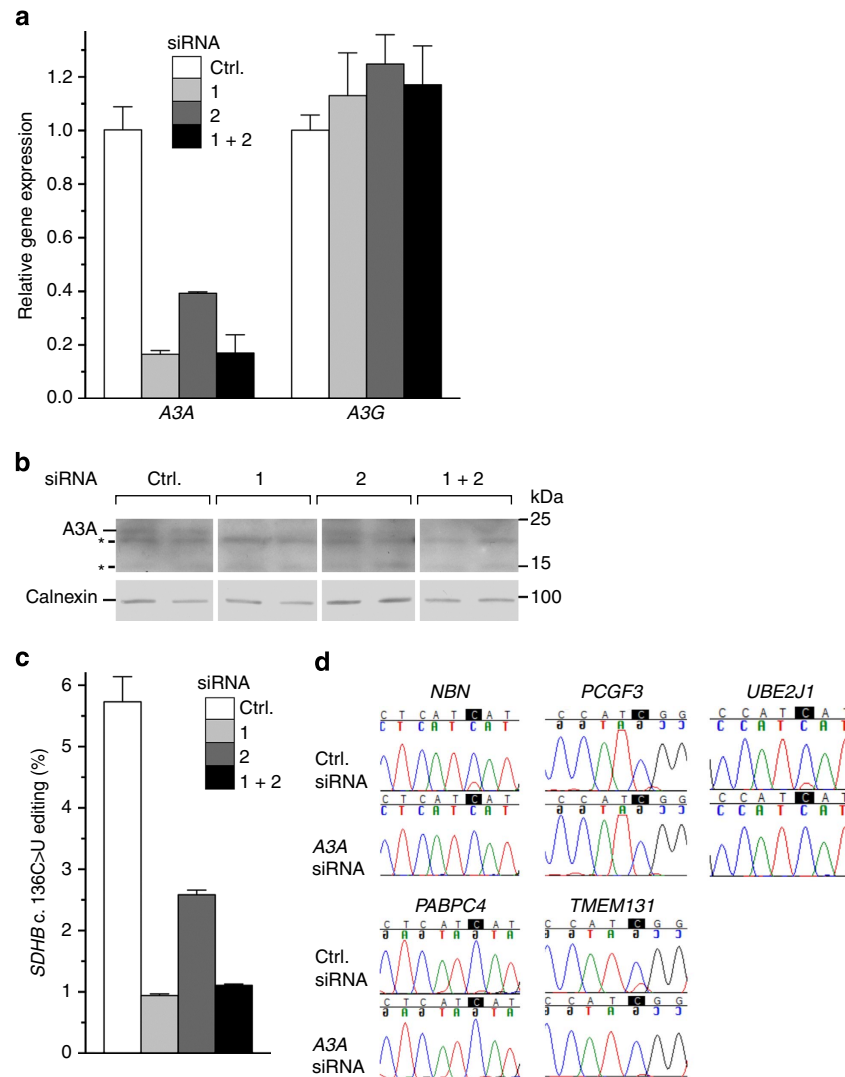 a
siRNA
Ctrl.
1
2
1 + 2
Relative gene expression
1.2
1.0
0.8
0.6
0.4
0.2
0.0
A3A A3G
b
siRNA Ctrl. 1 2 1 + 2
kDa
A3A
*
*
25
15
Calnexin
100
c
siRNA
Ctrl.
1
2
1 + 2
SDHB c. 136C>U editing (%)
6
5
4
3
2
1
0
d
NBN PCGF3 UBE2J1
C T C A T C A T C C A T C G G C C A T C A T
C T C A T C A T C C A T C A T
Ctrl.
siRNA
C T C A T C A T C C A T C G G C C A T C A T
C T C A T C A T C C A T C A T
A3A
siRNA
PABPC4 TMEM131
C T C A T C A T C C A T C G G
Ctrl.
siRNA
C T C A T C A T C C A T C G G
A3A
siRNA